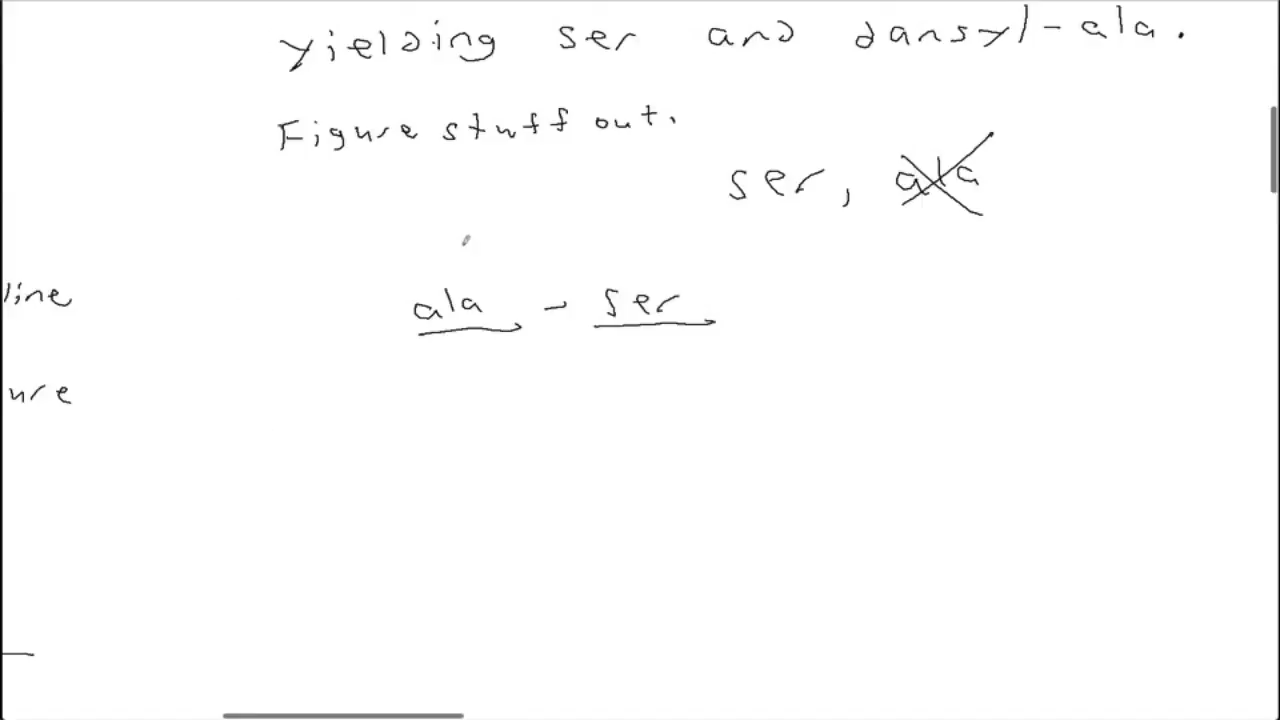 yielding ser and dansyl-ala.
Figure stuff out.
ser, ala
line
ala - ser
ure